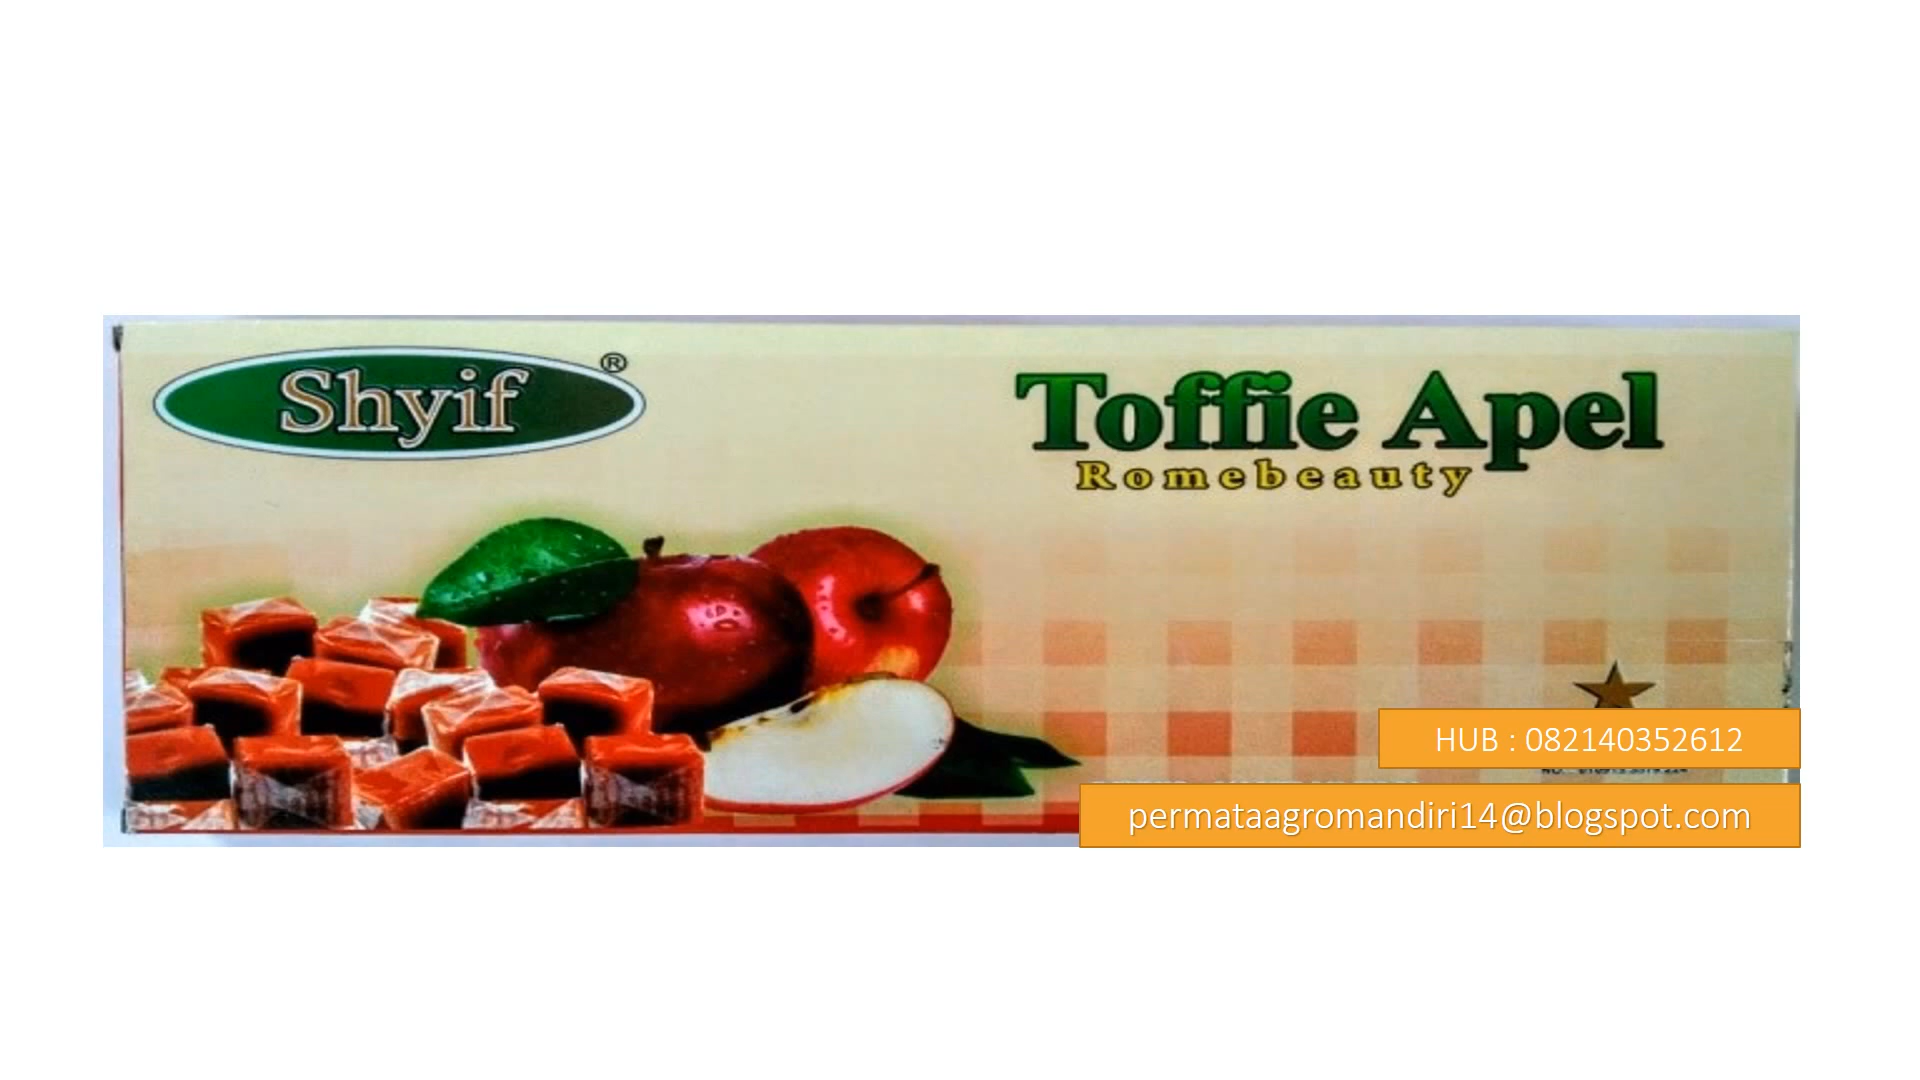 Shyif ®
Toffie Apel
Romebeauty
HUB : 082140352612
permataagromandiri14@blogspot.com